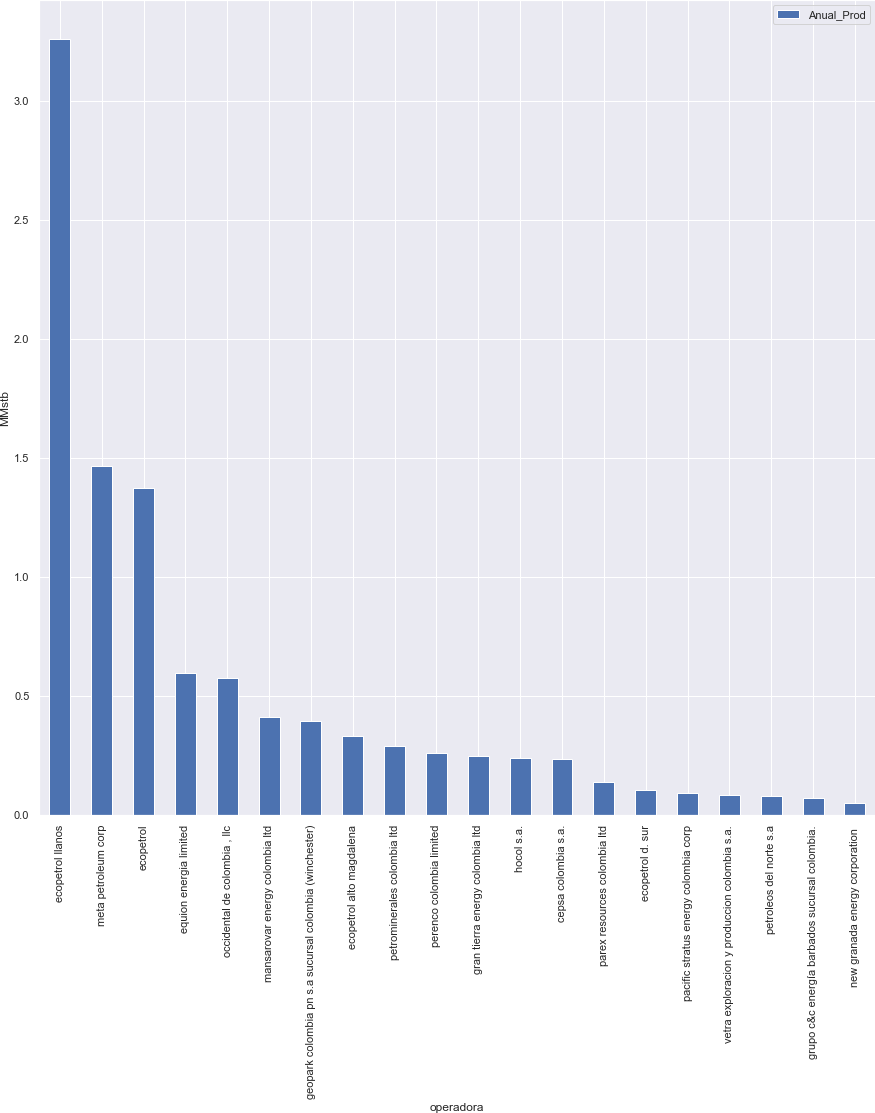 Anual_Prod
3.0
2.5
2.0
1.5
1.0
0.5
0.0
MMstb
ecopetrol llanos
meta petroleum corp
ecopetrol
equion energia limited
occidental de colombia , llc
mansarovar energy colombia ltd
geopark colombia pn s.a sucursal colombia (winchester)
ecopetrol alto magdalena
petrominerales colombia ltd
perenco colombia limited
gran tierra energy colombia ltd
hocol s.a.
cepsa colombia s.a.
parex resources colombia ltd
ecopetrol d. sur
pacific stratus energy colombia corp
vetra exploracion y produccion colombia s.a.
petroleos del norte s.a
grupo c&c energía barbados sucursal colombia.
new granada energy corporation
operadora